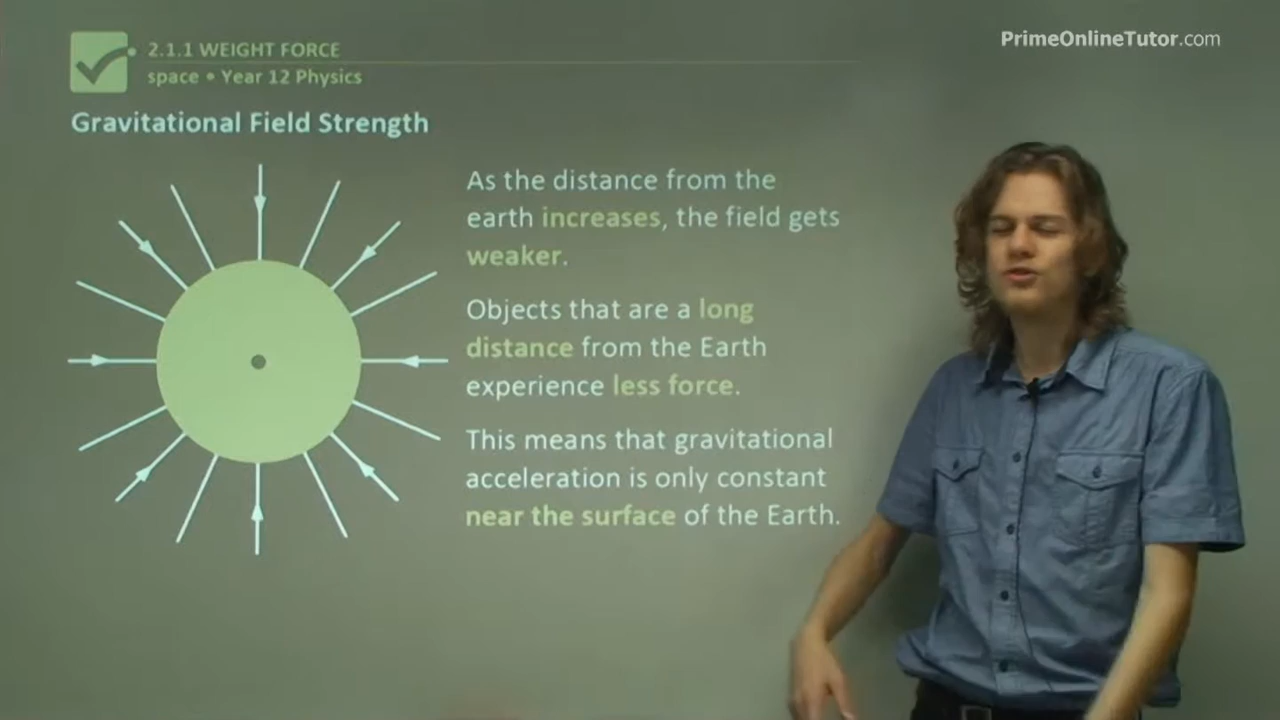 PrimeOnlineTutor.com
2.1.1 WEIGHT FORCE
space • Year 12 Physics
Gravitational Field Strength
As the distance from the
earth increases, the field gets
weaker.
Objects that are a long
distance from the Earth
experience less force.
This means that gravitational
acceleration is only constant
near the surface of the Earth.